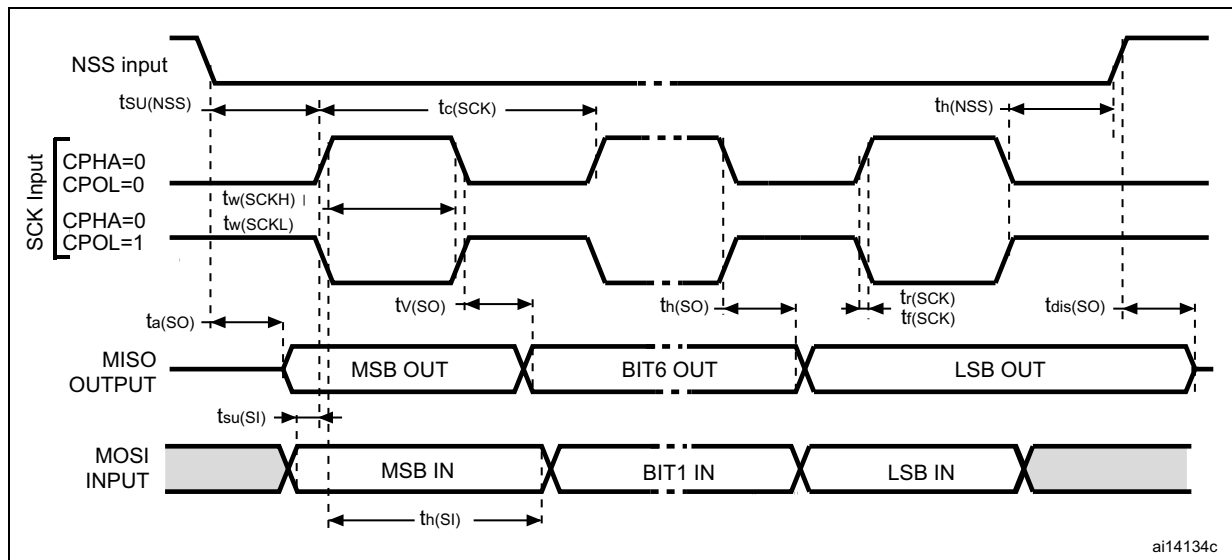 NSS input
tSU(NSS)
tc(SCK)
th(NSS)
SCK Input
CPHA=0
CPOL=0
CPHA=0
CPOL=1
tw(SCKH)
tw(SCKL)
ta(SO)
tV(SO)
th(SO)
tr(SCK)
tf(SCK)
tdis(SO)
MISO
OUTPUT
MSB OUT
BIT6 OUT
LSB OUT
tsu(SI)
MOSI
INPUT
MSB IN
BIT1 IN
LSB IN
th(SI)
ai14134c